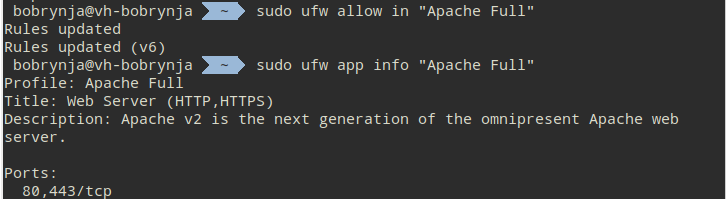 bobrynja@vh-bobrynja ~ sudo ufw allow in "Apache Full"
Rules updated
Rules updated (v6)
bobrynja@vh-bobrynja ~ sudo ufw app info "Apache Full"
Profile: Apache Full
Title: Web Server (HTTP,HTTPS)
Description: Apache v2 is the next generation of the omnipresent Apache web
server.
Ports:
80,443/tcp